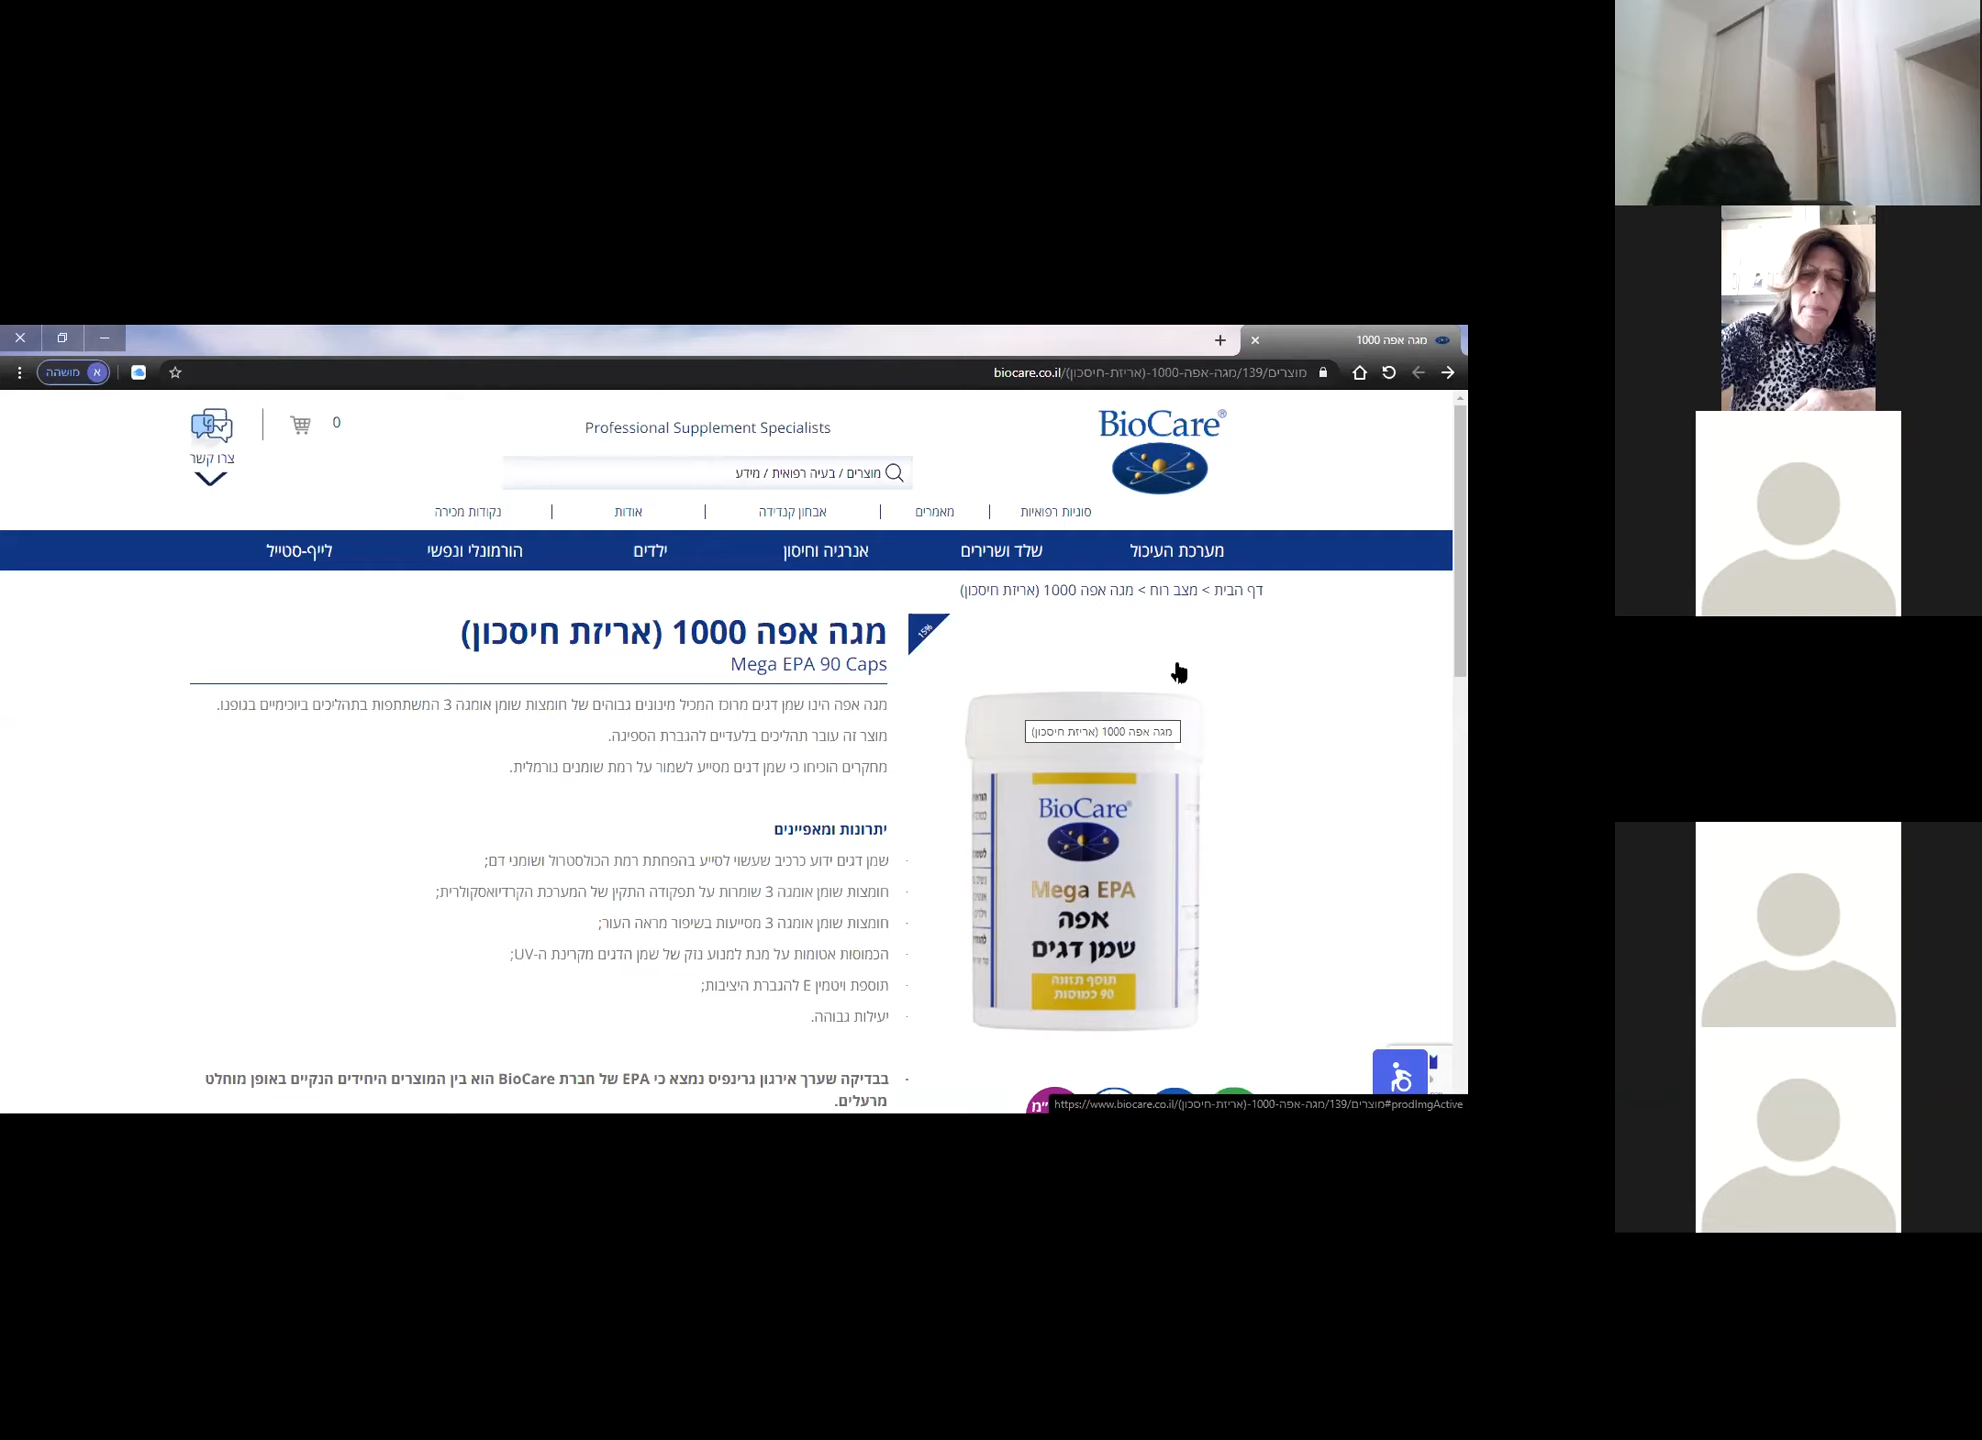 מגה אפה 1000
מושהה א
biocare.co.il/מוצרים/139/מגה-אפה-1000-(אריזת-חיסכון)
BioCare®
Professional Supplement Specialists
0
צרו קשר
מוצרים / בעיה רפואית / מידע
סוגיות רפואיות | מאמרים | אבחון קנדידה | אודות | נקודות מכירה
מערכת העיכול שלד ושרירים אנרגיה וחיסון ילדים הורמונלי ונפשי לייף-סטייל
דף הבית > מצב רוח > מגה אפה 1000 (אריזת חיסכון)
15%
מגה אפה 1000 (אריזת חיסכון)
Mega EPA 90 Caps
מגה אפה הינו שמן דגים מרוכז המכיל מינונים גבוהים של חומצות שומן אומגה 3 המשתתפות בתהליכים ביוכימיים בגופנו.
מוצר זה עובר תהליכים בלעדיים להגברת הספיגה.
מחקרים הוכיחו כי שמן דגים מסייע לשמור על רמת שומנים נורמלית.
יתרונות ומאפיינים
· שמן דגים ידוע כרכיב שעשוי לסייע בהפחתת רמת הכולסטרול ושומני דם;
· חומצות שומן אומגה 3 שומרות על תפקודה התקין של המערכת הקרדיואסקולרית;
· חומצות שומן אומגה 3 מסייעות בשיפור מראה העור;
· הכמוסות אטומות על מנת למנוע נזק של שמן הדגים מקרינת ה-UV;
· תוספת ויטמין E להגברת היציבות;
· יעילות גבוהה.
· בבדיקה שערך אירגון גרינפיס נמצא כי EPA של חברת BioCare הוא בין המוצרים היחידים הנקיים באופן מוחלט
מרעלים.
מגה אפה 1000 (אריזת חיסכון)
BioCare®
Mega EPA
אפה
שמן דגים
תוסף תזונה
90 כמוסות
https://www.biocare.co.il/מוצרים/139/מגה-אפה-1000-(אריזת-חיסכון)#prodImgActive